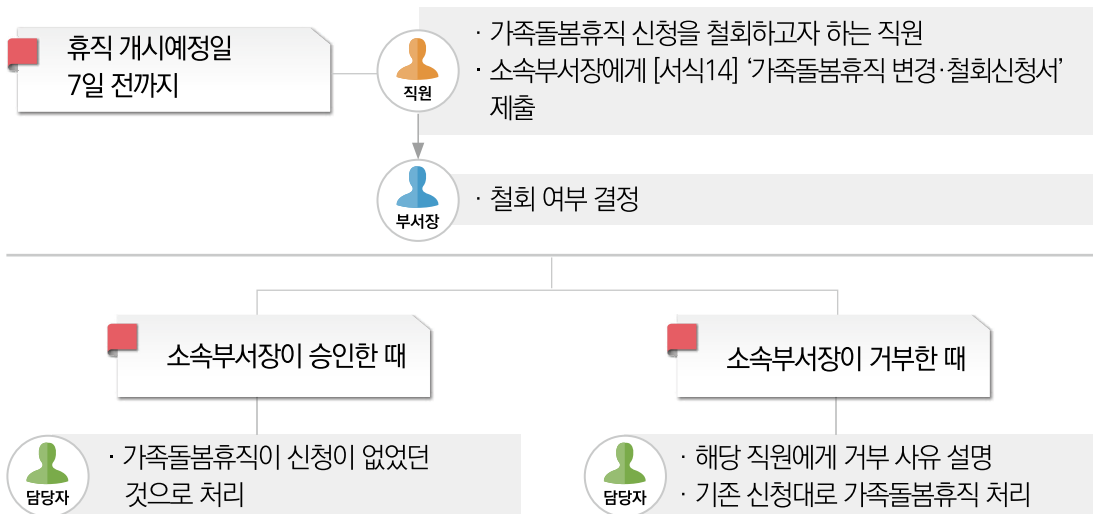 휴직 개시예정일
7일 전까지
직원
· 가족돌봄휴직 신청을 철회하고자 하는 직원
· 소속부서장에게 [서식14] ‘가족돌봄휴직 변경·철회신청서’
제출
부서장
· 철회 여부 결정
소속부서장이 승인한 때
담당자
· 가족돌봄휴직이 신청이 없었던
것으로 처리
소속부서장이 거부한 때
담당자
· 해당 직원에게 거부 사유 설명
· 기존 신청대로 가족돌봄휴직 처리